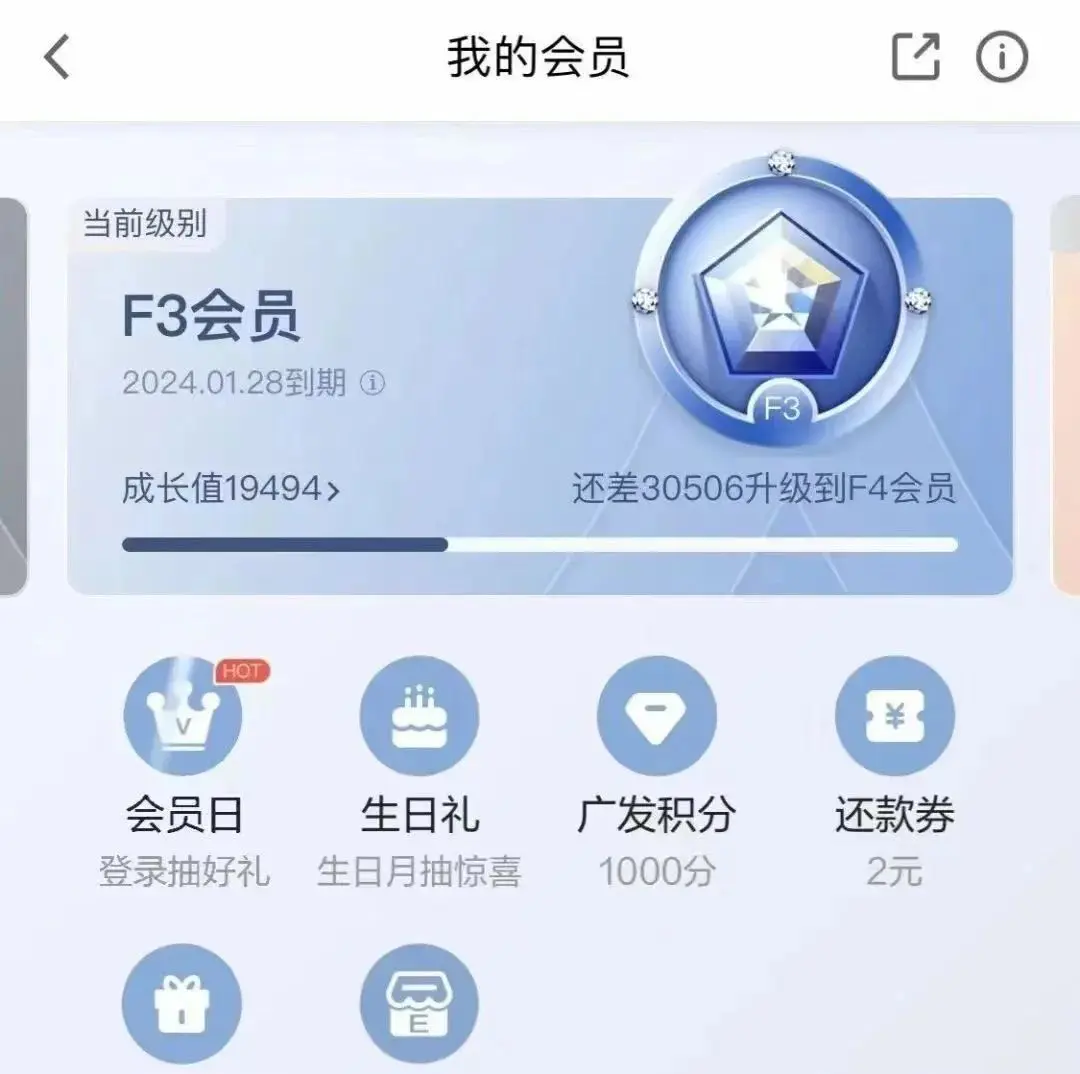 我的会员
当前级别
F3会员
2024.01.28到期
F3
成长值19494
还差30506升级到F4会员
HOT
V
¥
会员日
生日礼
广发积分
还款券
登录抽好礼
生日月抽惊喜
1000分
2元
E